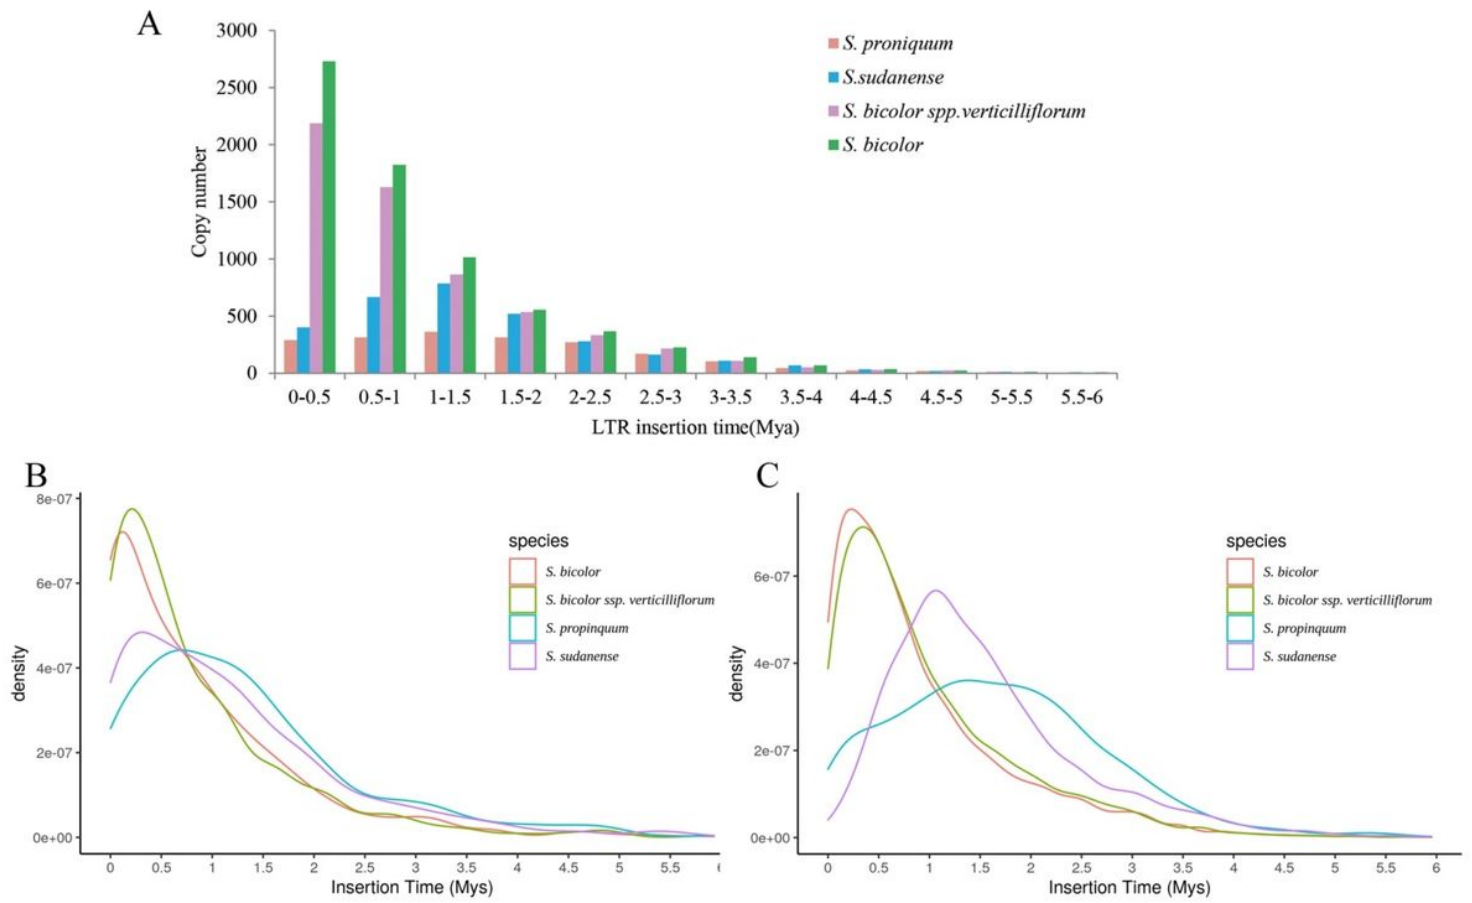 A
3000
2500
2000
1500
1000
500
0
Copy number
S. proniquum
S.sudanense
S. bicolor spp.verticilliflorum
S. bicolor
0-0.5 0.5-1 1-1.5 1.5-2 2-2.5 2.5-3 3-3.5 3.5-4 4-4.5 4.5-5 5-5.5 5.5-6
LTR insertion time(Mya)
B
8e-07
6e-07
4e-07
2e-07
0e+00
density
species
S. bicolor
S. bicolor ssp. verticilliflorum
S. propinquum
S. sudanense
0 0.5 1 1.5 2 2.5 3 3.5 4 4.5 5 5.5
Insertion Time (Mys)
C
6e-07
4e-07
2e-07
0e+00
density
species
S. bicolor
S. bicolor ssp. verticilliflorum
S. propinquum
S. sudanense
0 0.5 1 1.5 2 2.5 3 3.5 4 4.5 5 5.5 6
Insertion Time (Mys)